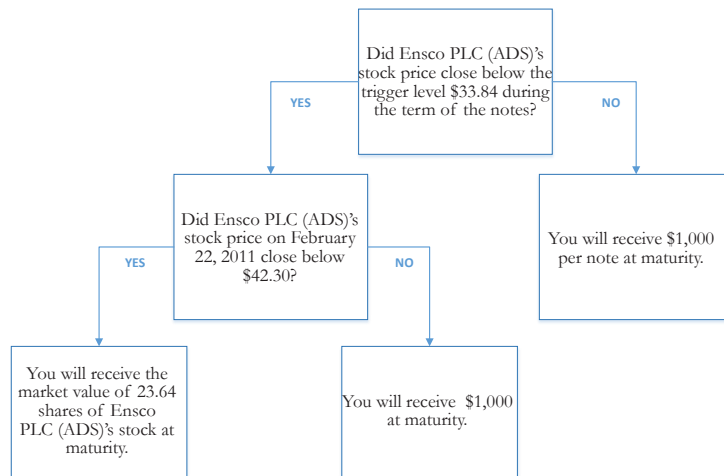 Did Ensco PLC (ADS)'s
stock price close below the
trigger level $33.84 during
the term of the notes?
YES
NO
Did Ensco PLC (ADS)'s
stock price on February
22, 2011 close below
$42.30?
You will receive $1,000
per note at maturity.
YES
NO
You will receive the
market value of 23.64
shares of Ensco
PLC (ADS)'s stock at
maturity.
You will receive $1,000
at maturity.